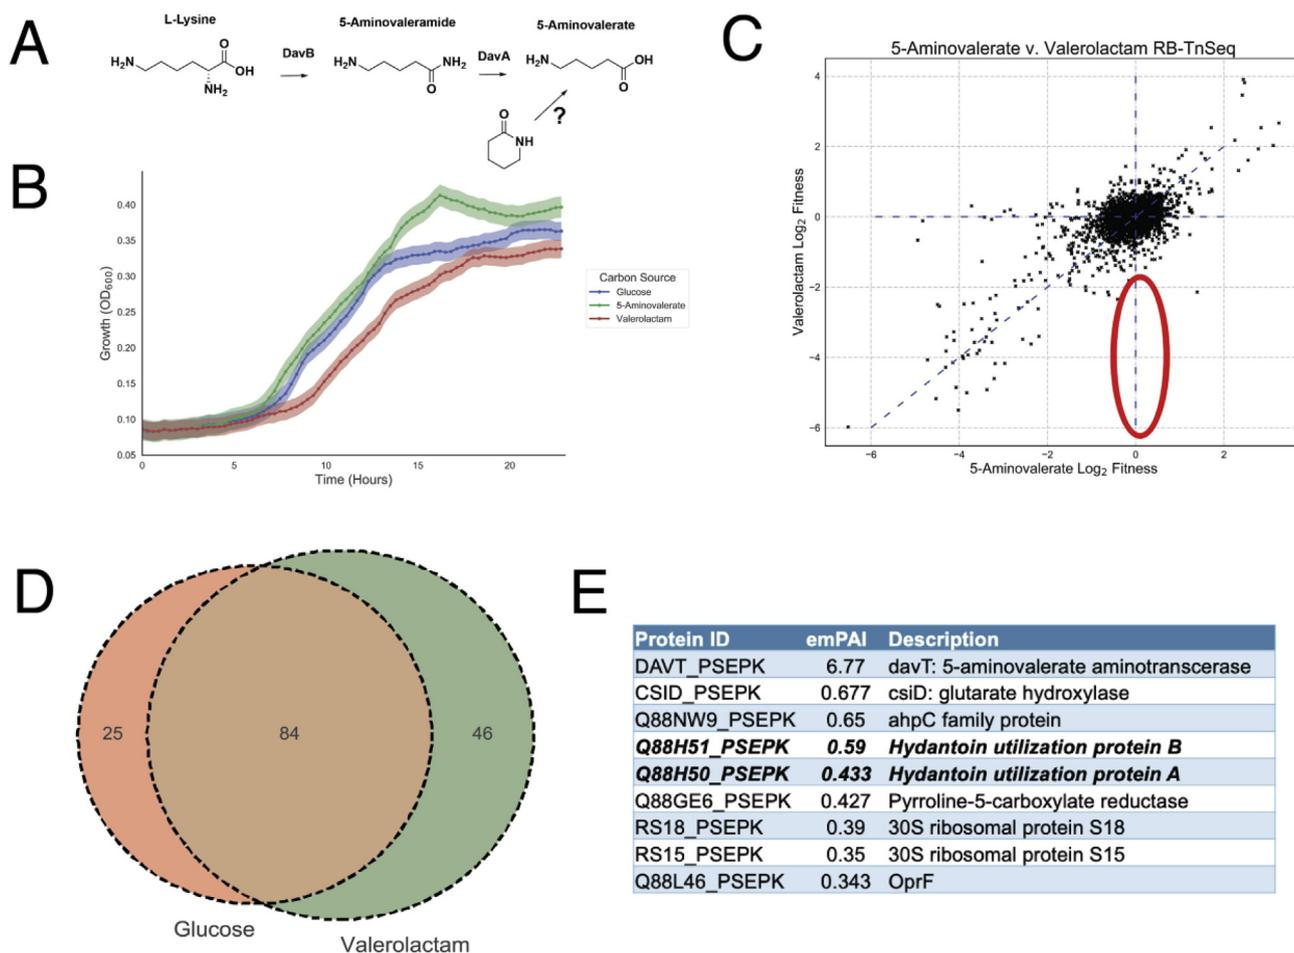 A
L-Lysine
5-Aminovaleramide
5-Aminovalerate
H2N
O
OH
NH2
DavB
H2N
NH2
O
DavA
H2N
OH
O
O
NH
?
B
Growth (OD600)
0.40
0.35
0.30
0.25
0.20
0.15
0.10
0.05
0
5
10
15
20
Time (Hours)
Carbon Source
Glucose
5-Aminovalerate
Valerolactam
C
5-Aminovalerate v. Valerolactam RB-TnSeq
Valerolactam Log2 Fitness
4
2
0
−2
−4
−6
−6
−4
−2
0
2
5-Aminovalerate Log2 Fitness
D
25
84
46
Glucose
Valerolactam
E
Protein ID emPAI Description
DAVT_PSEPK 6.77 davT: 5-aminovalerate aminotranscerase
CSID_PSEPK 0.677 csiD: glutarate hydroxylase
Q88NW9_PSEPK 0.65 ahpC family protein
Q88H51_PSEPK 0.59 Hydantoin utilization protein B
Q88H50_PSEPK 0.433 Hydantoin utilization protein A
Q88GE6_PSEPK 0.427 Pyrroline-5-carboxylate reductase
RS18_PSEPK 0.39 30S ribosomal protein S18
RS15_PSEPK 0.35 30S ribosomal protein S15
Q88L46_PSEPK 0.343 OprF